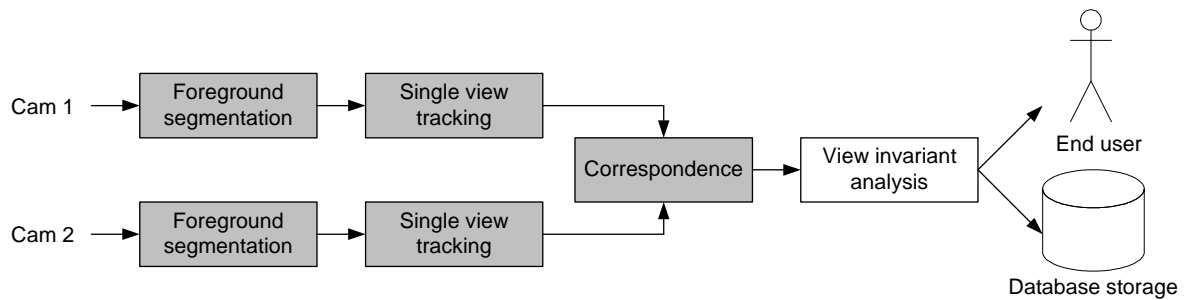 Cam 1
Foreground
segmentation
Single view
tracking
Correspondence
View invariant
analysis
End user
Cam 2
Foreground
segmentation
Single view
tracking
Database storage